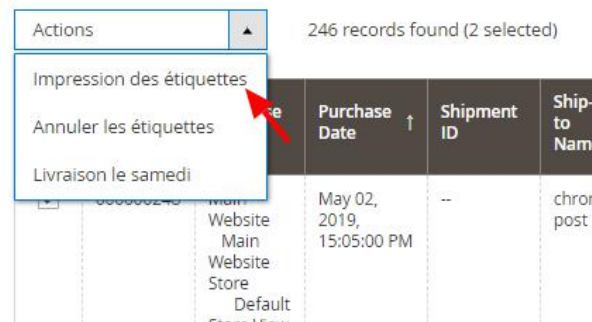 Actions
246 records found (2 selected)
Impression des étiquettes
Annuler les étiquettes
Livraison le samedi
Purchase
Date
↑
Shipment
ID
Ship-
to
Nam
Website
Main
Website
Store
Default
May 02,
2019,
15:05:00 PM
--
chron
post